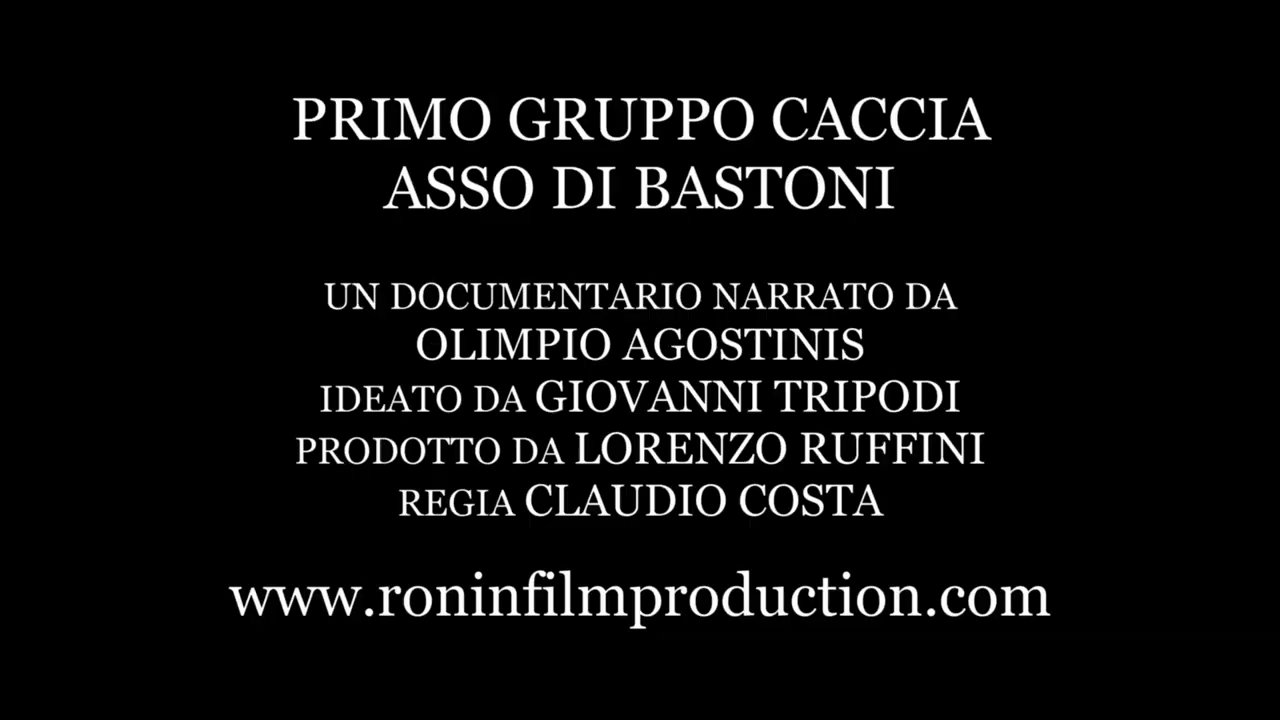 PRIMO GRUPPO CACCIA
ASSO DI BASTONI
UN DOCUMENTARIO NARRATO DA
OLIMPIO AGOSTINIS
IDEATO DA GIOVANNI TRIPODI
PRODOTTO DA LORENZO RUFFINI
REGIA CLAUDIO COSTA
www.roninfilmproduction.com